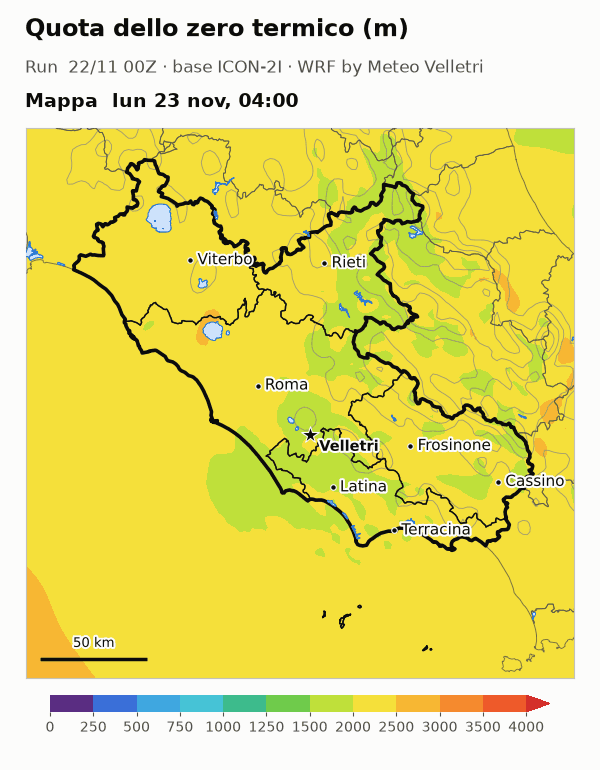 Quota dello zero termico (m)
Run 22/11 00Z · base ICON-2I · WRF by Meteo Velletri
Mappa lun 23 nov, 04:00
Viterbo
Rieti
Roma
Velletri
Frosinone
Cassino
Latina
Terracina
50 km
0 250 500 750 1000 1250 1500 2000 2500 3000 3500 4000